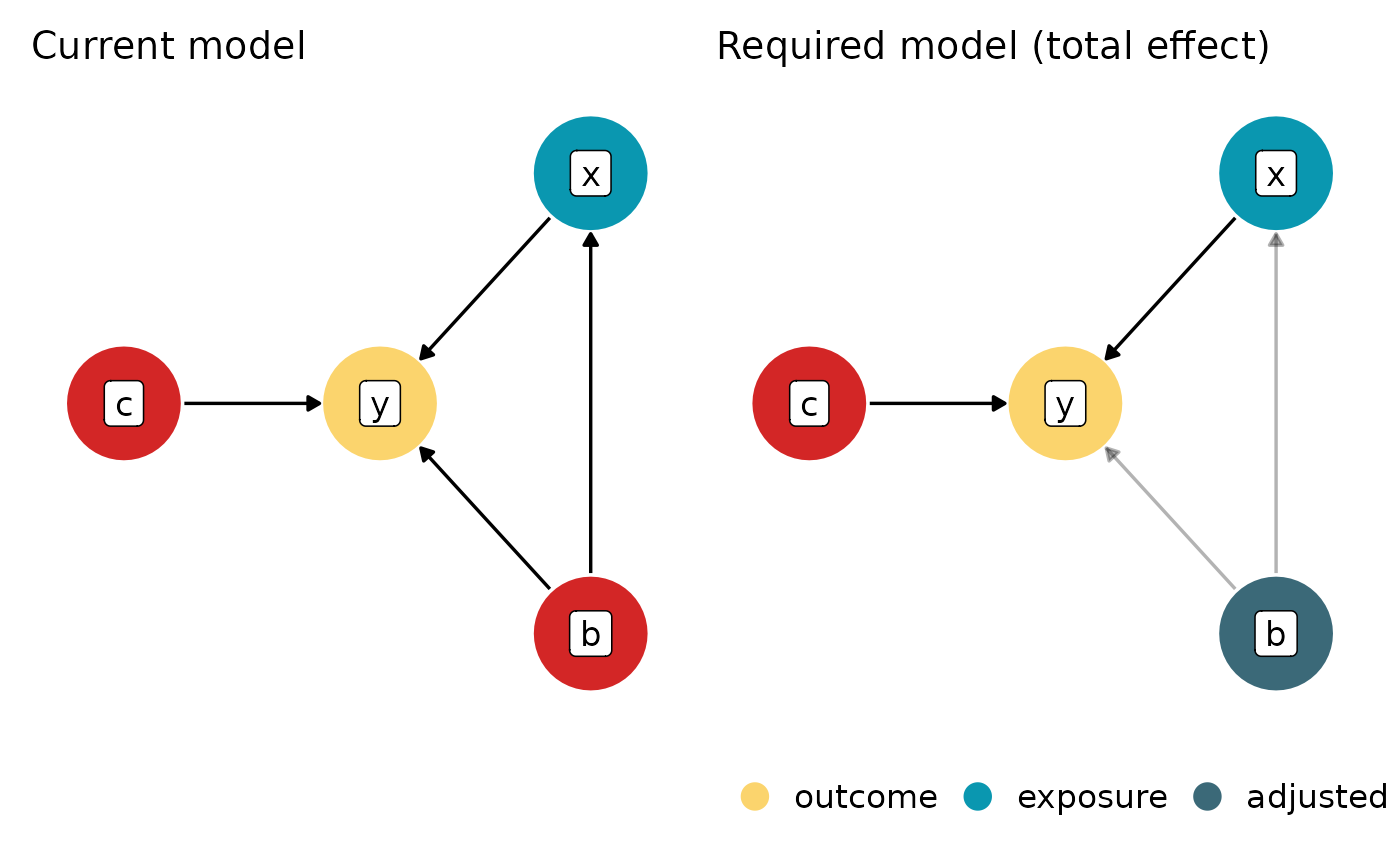 Current model
x
c
y
b
Required model (total effect)
x
c
y
b
outcome
exposure
adjusted